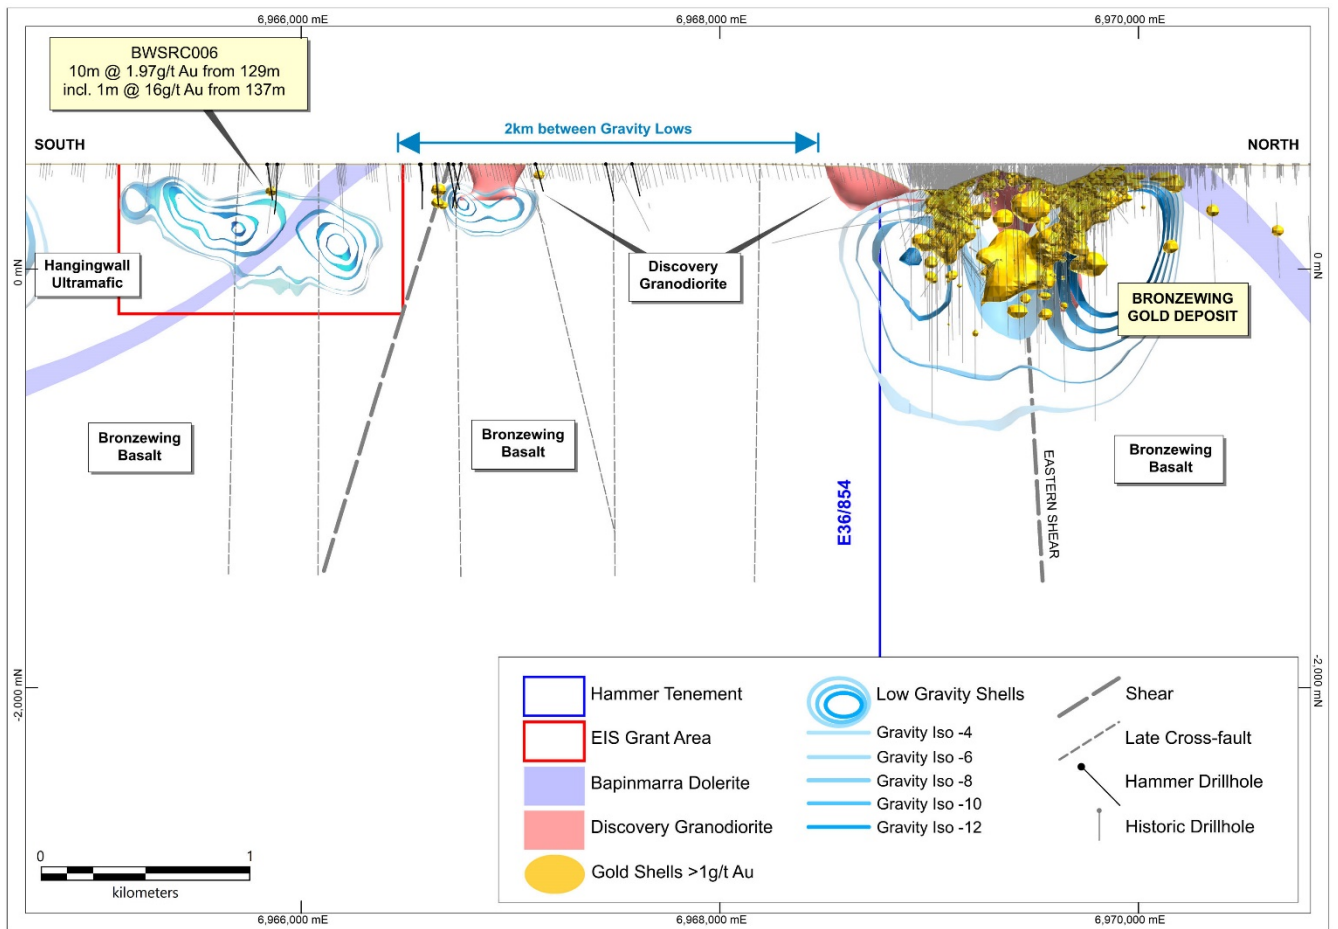 6,966,000 mE
6,968,000 mE
6,970,000 mE
BWSRC006
10m @ 1.97g/t Au from 129m
incl. 1m @ 16g/t Au from 137m
2km between Gravity Lows
SOUTH
NORTH
Hangingwall
Ultramafic
Discovery
Granodiorite
0 mN
0 mN
BRONZEWING
GOLD DEPOSIT
Bronzewing
Basalt
Bronzewing
Basalt
Bronzewing
Basalt
E36/854
EASTERN SHEAR
-2,000 mN
-2,000 mN
Hammer Tenement
EIS Grant Area
Bapinmarra Dolerite
Discovery Granodiorite
Gold Shells >1g/t Au
Low Gravity Shells
Gravity Iso -4
Gravity Iso -6
Gravity Iso -8
Gravity Iso -10
Gravity Iso -12
Shear
Late Cross-fault
Hammer Drillhole
Historic Drillhole
0 1
kilometers
6,966,000 mE
6,968,000 mE
6,970,000 mE